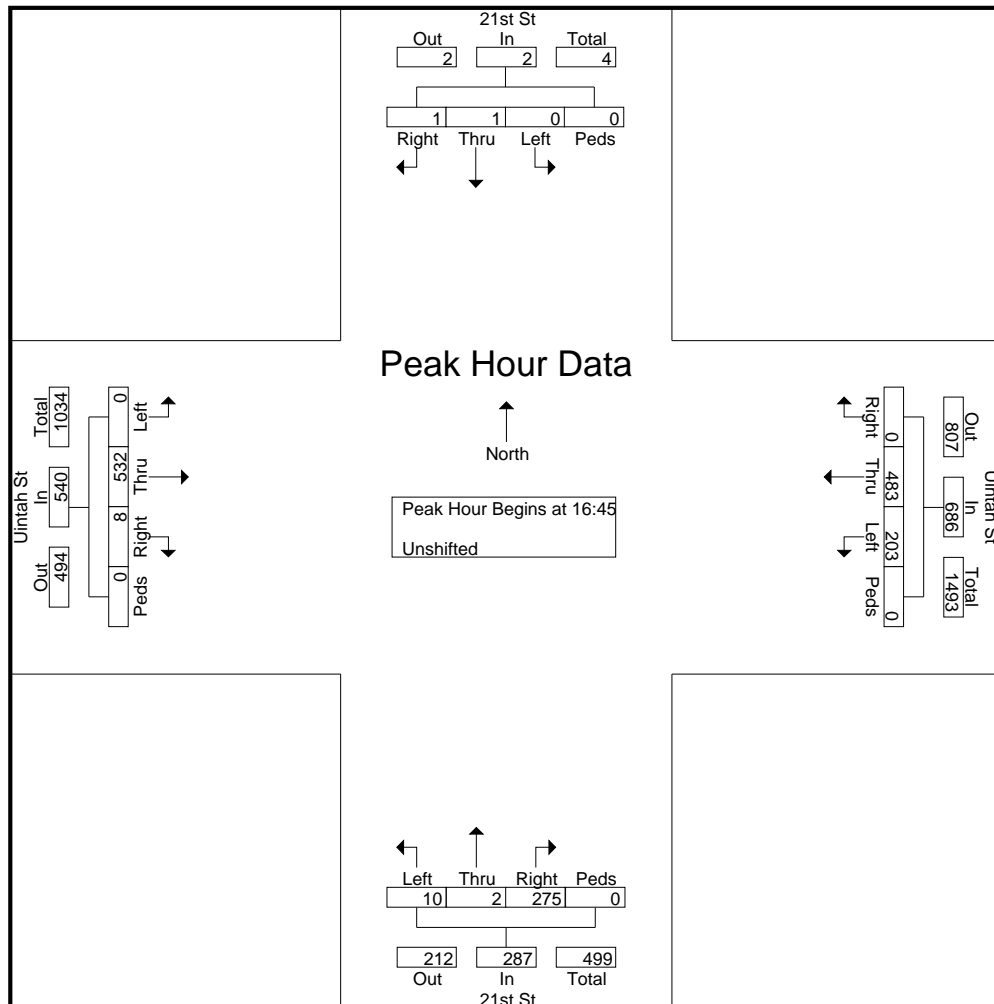 21st St
Out In Total
2 2 4
1 1 0 0
Right Thru Left Peds
Peak Hour Data
North
Peak Hour Begins at 16:45
Unshifted
Uintah St
Total In Out
1034 540 494
0 532 8 0
Left Thru Right Peds
Right Thru Left Peds
0 483 203 0
Out In Total
807 686 1493
Uintah St
Left Thru Right Peds
10 2 275 0
212 287 499
Out In Total
21st St